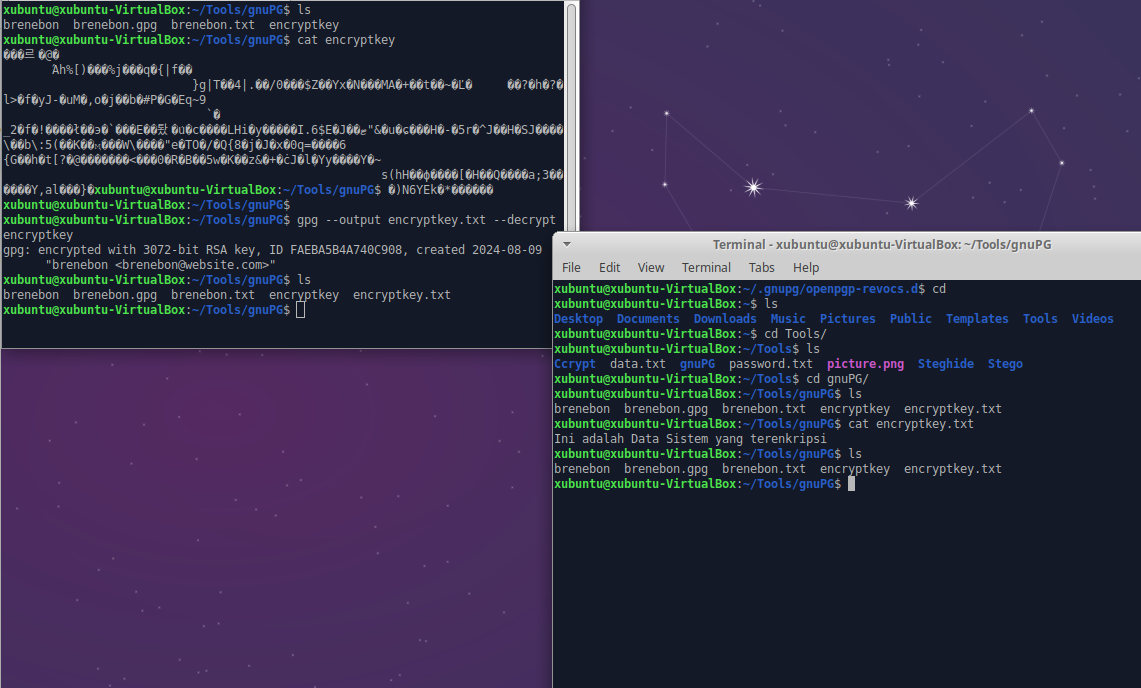 xubuntu@xubuntu-VirtualBox:~/Tools/gnuPG$ ls
brenebon  brenebon.gpg  brenebon.txt  encryptkey
xubuntu@xubuntu-VirtualBox:~/Tools/gnuPG$ cat encryptkey
xubuntu@xubuntu-VirtualBox:~/Tools/gnuPG$
xubuntu@xubuntu-VirtualBox:~/Tools/gnuPG$
xubuntu@xubuntu-VirtualBox:~/Tools/gnuPG$ gpg --output encryptkey.txt --decrypt
encryptkey
gpg: encrypted with 3072-bit RSA key, ID FAEBA5B4A740C908, created 2024-08-09
"brenebon <brenebon@website.com>"
xubuntu@xubuntu-VirtualBox:~/Tools/gnuPG$ ls
brenebon  brenebon.gpg  brenebon.txt  encryptkey  encryptkey.txt
xubuntu@xubuntu-VirtualBox:~/Tools/gnuPG$
Terminal - xubuntu@xubuntu-VirtualBox: ~/Tools/gnuPG
File Edit View Terminal Tabs Help
xubuntu@xubuntu-VirtualBox:~/.gnupg/openpgp-revocs.d$ cd
xubuntu@xubuntu-VirtualBox:~$ ls
Desktop  Documents  Downloads  Music  Pictures  Public  Templates  Tools  Videos
xubuntu@xubuntu-VirtualBox:~$ cd Tools/
xubuntu@xubuntu-VirtualBox:~/Tools$ ls
Ccrypt  data.txt  gnuPG  password.txt  picture.png  Steghide  Stego
xubuntu@xubuntu-VirtualBox:~/Tools$ cd gnuPG/
xubuntu@xubuntu-VirtualBox:~/Tools/gnuPG$ ls
brenebon  brenebon.gpg  brenebon.txt  encryptkey  encryptkey.txt
xubuntu@xubuntu-VirtualBox:~/Tools/gnuPG$ cat encryptkey.txt
Ini adalah Data Sistem yang terenkripsi
xubuntu@xubuntu-VirtualBox:~/Tools/gnuPG$ ls
brenebon  brenebon.gpg  brenebon.txt  encryptkey  encryptkey.txt
xubuntu@xubuntu-VirtualBox:~/Tools/gnuPG$